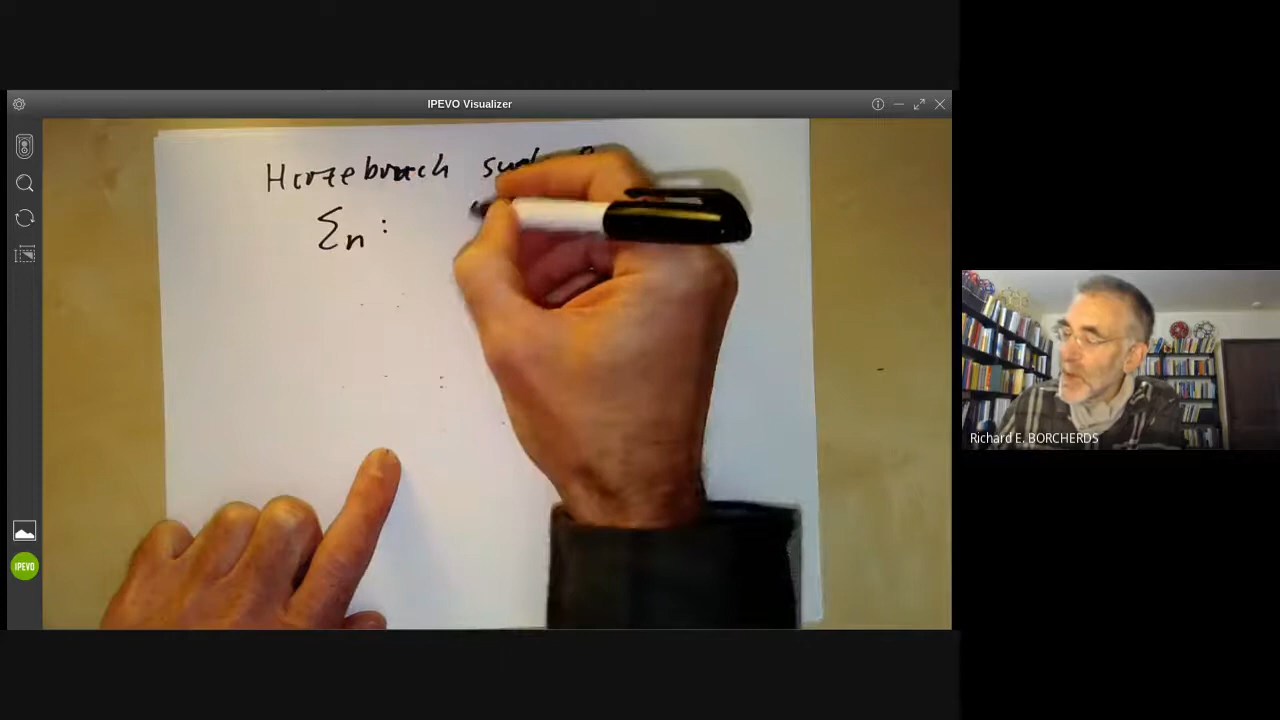 IPEVO Visualizer
Hirzebruch
Σn:
IPEVO
Richard E. BORCHERDS